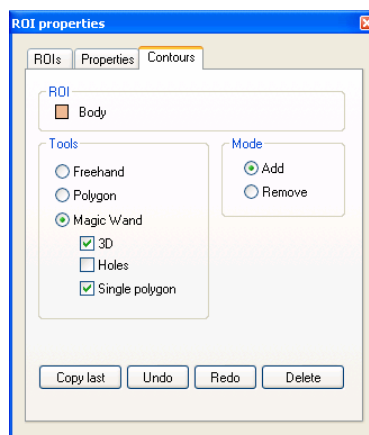 ROI properties
ROIs Properties Contours
ROI
Body
Tools
Freehand
Polygon
Magic Wand
3D
Holes
Single polygon
Mode
Add
Remove
Copy last Undo Redo Delete